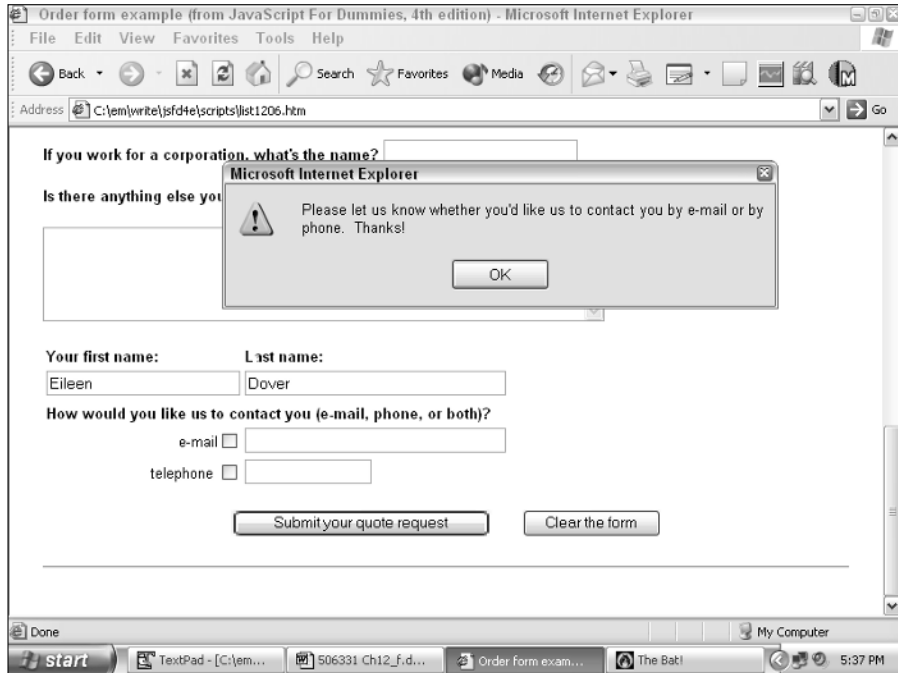 Order form example (from JavaScript For Dummies, 4th edition) - Microsoft Internet Explorer
File Edit View Favorites Tools Help
Back Search Favorites Media
Address C:\em\write\jsfd4e\scripts\list1206.htm Go
If you work for a corporation, what's the name?
Microsoft Internet Explorer
Is there anything else you
Please let us know whether you'd like us to contact you by e-mail or by
phone. Thanks!
OK
Your first name: Last name:
Eileen Dover
How would you like us to contact you (e-mail, phone, or both)?
e-mail
telephone
Submit your quote request Clear the form
Done My Computer
start TextPad - [C:\em... 506331 Ch12_f.d... Order form exam... The Bat! 5:37 PM